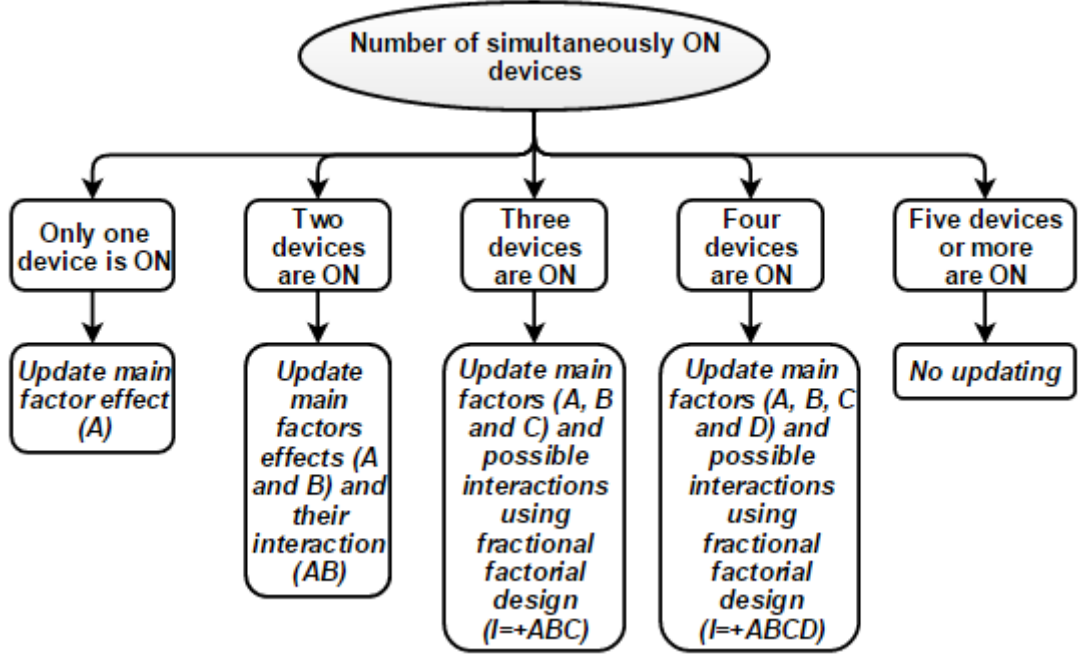 Number of simultaneously ON
devices
Only one
device is ON
Two
devices
are ON
Three
devices
are ON
Four
devices
are ON
Five devices
or more
are ON
Update main
factor effect
(A)
Update
main
factors
effects (A
and B) and
their
interaction
(AB)
Update main
factors (A, B
and C) and
possible
interactions
using
fractional
factorial
design
(I=+ABC)
Update main
factors (A, B, C
and D) and
possible
interactions
using
fractional
factorial
design
(I=+ABCD)
No updating